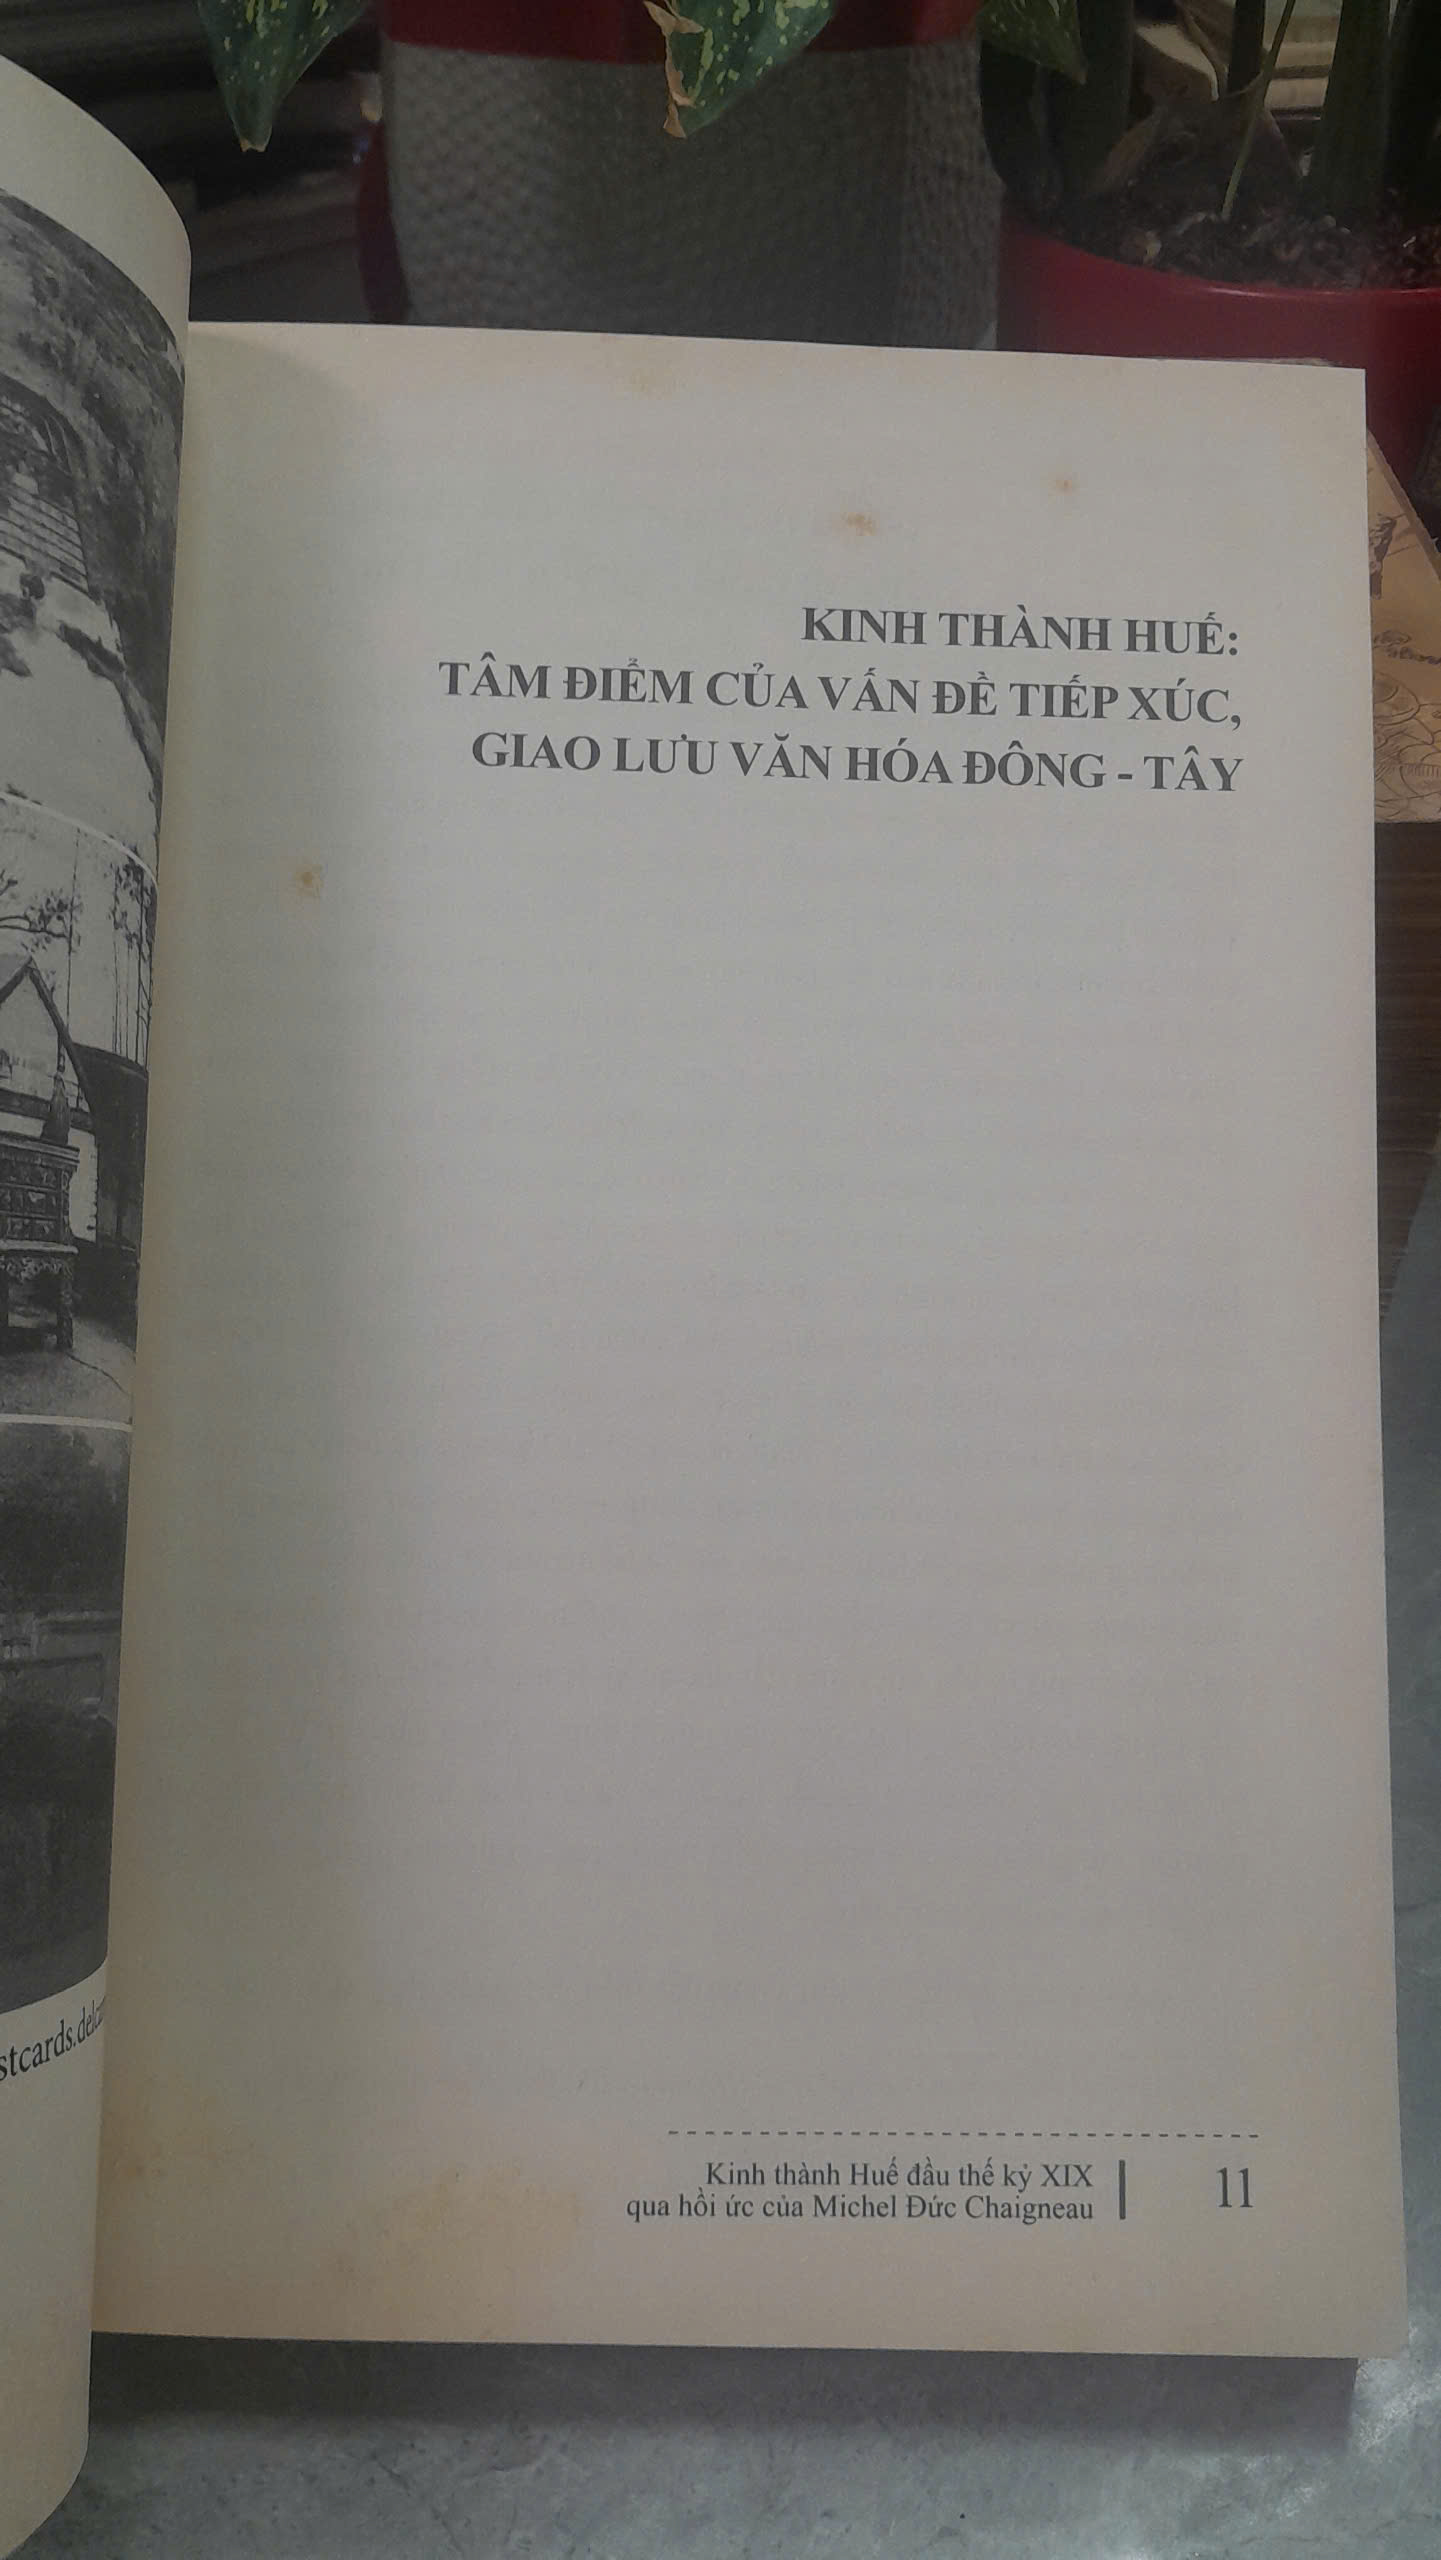 KINH THÀNH HUẾ:
TÂM ĐIỂM CỦA VẤN ĐỀ TIẾP XÚC,
GIAO LƯU VĂN HÓA ĐÔNG - TÂY
Kinh thành Huế đầu thế kỷ XIX
qua hồi ức của Michel Đức Chaigneau
11